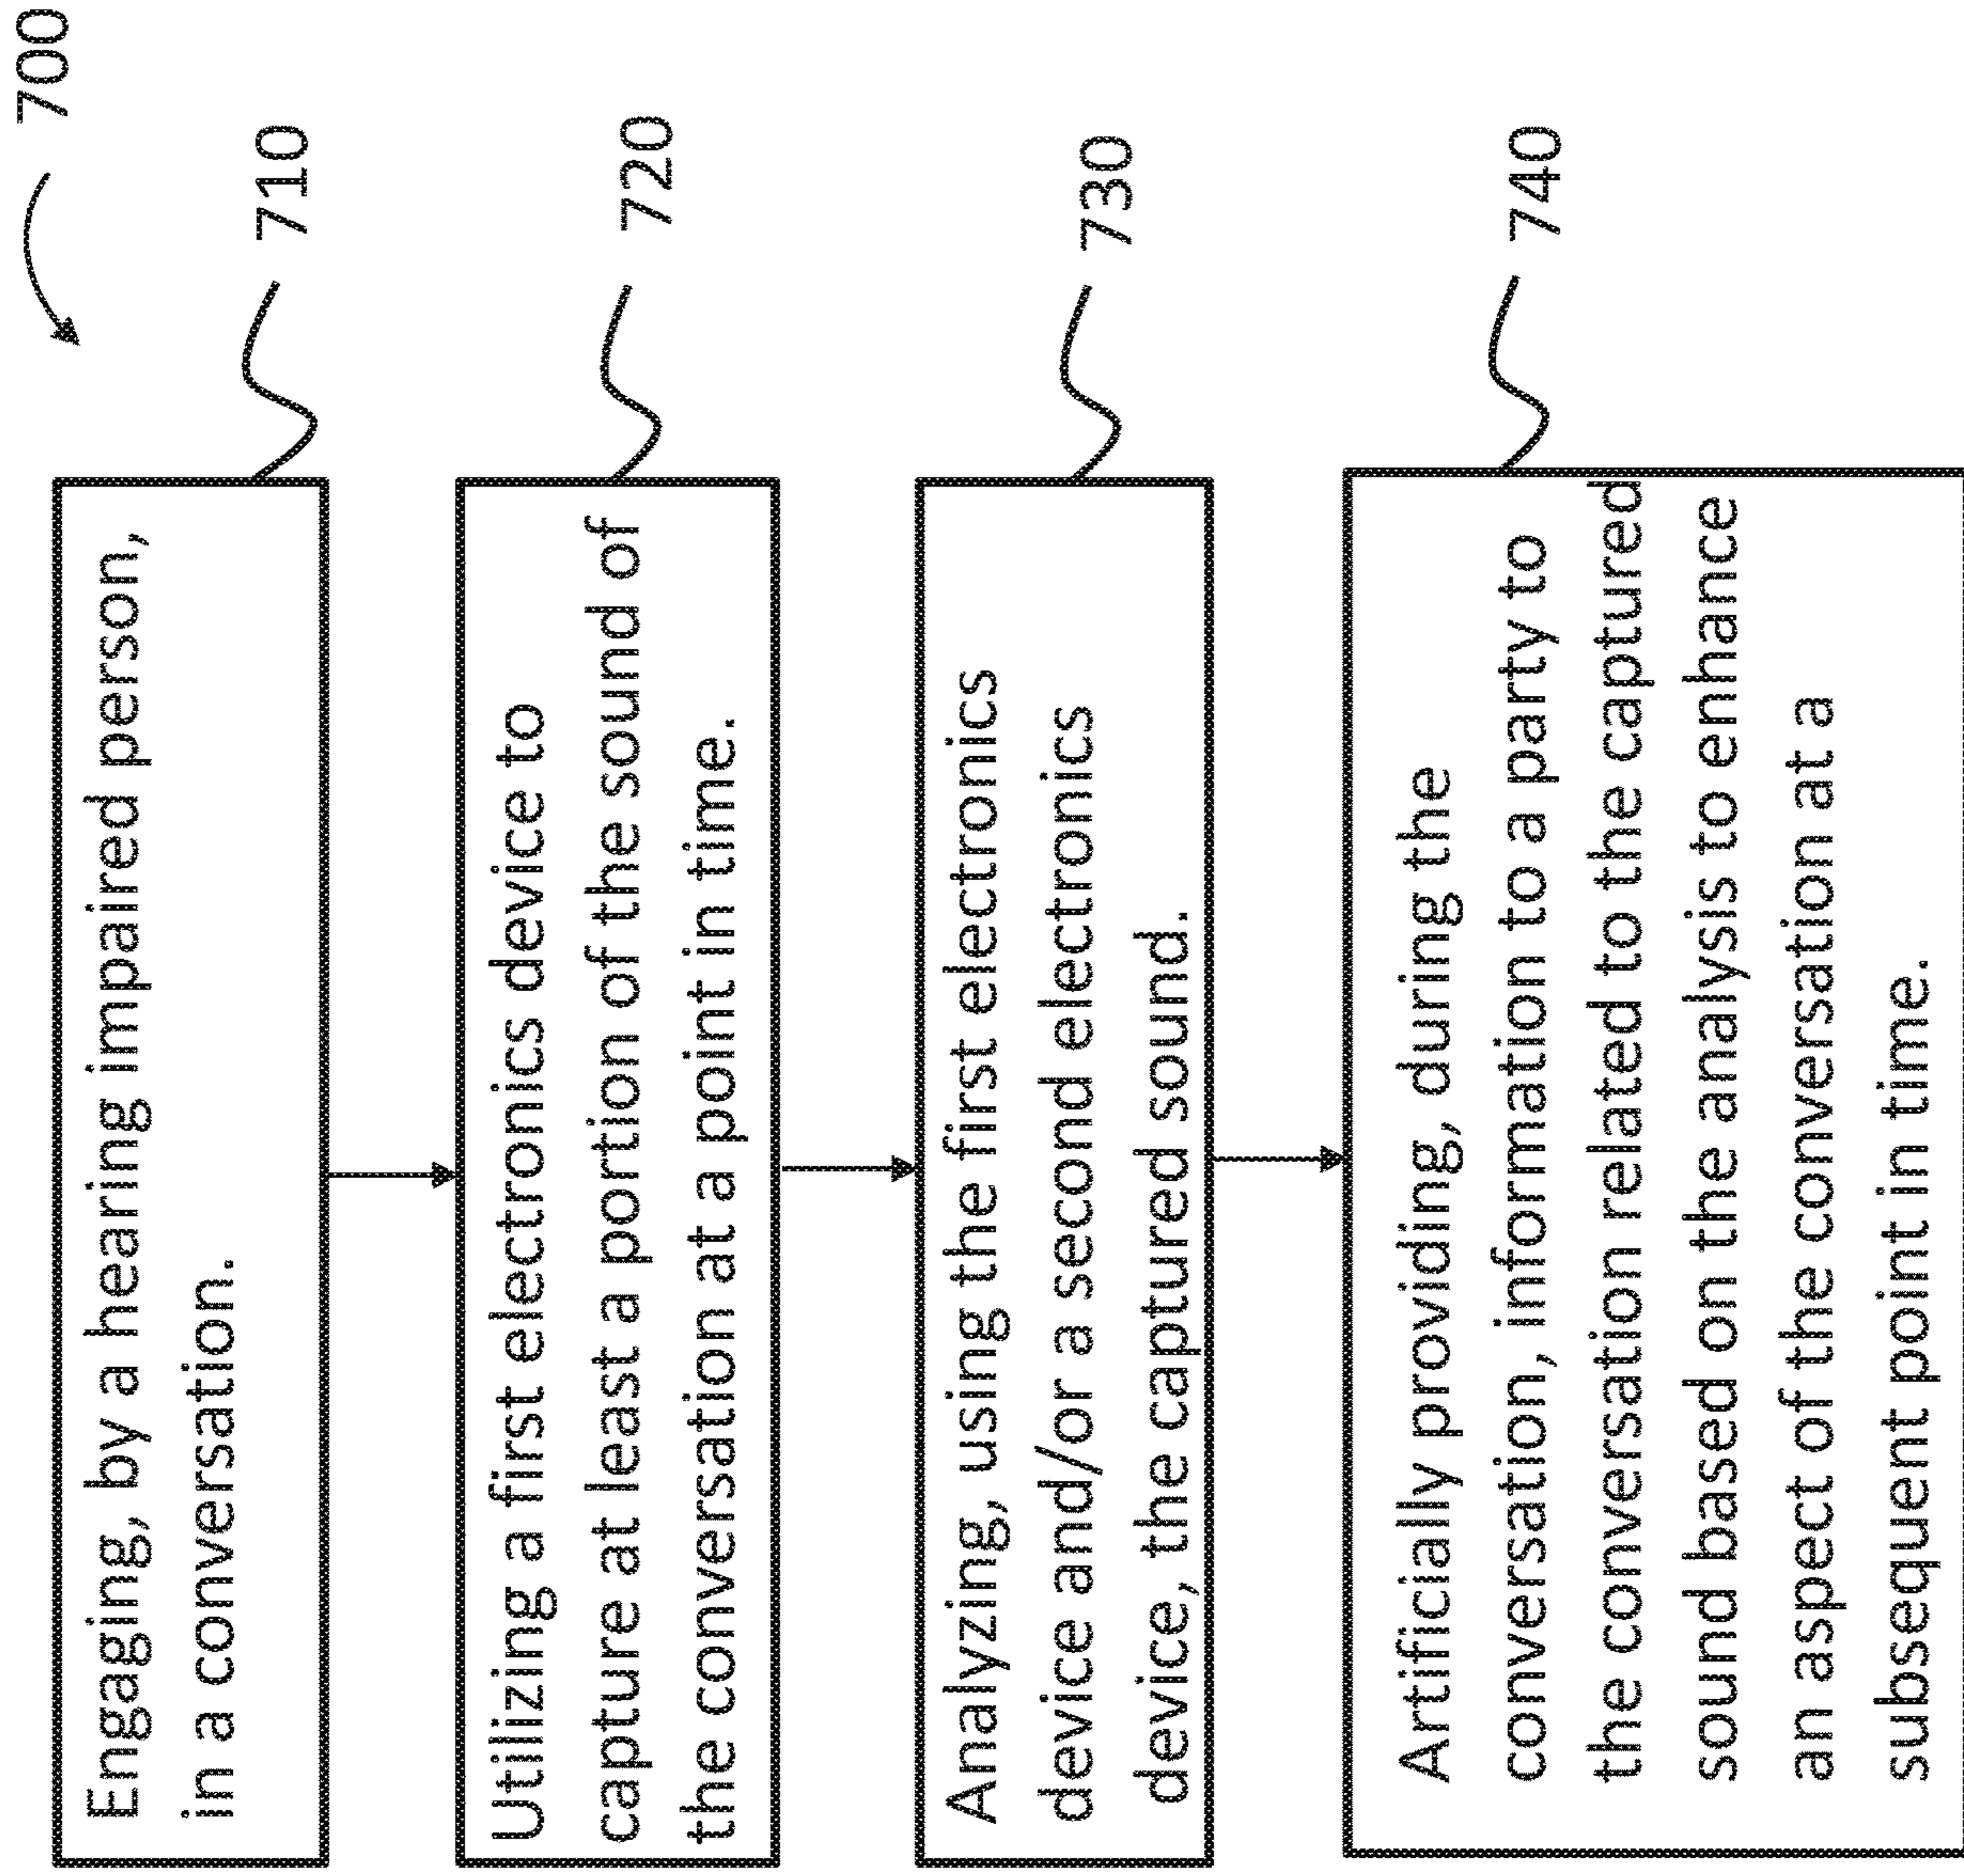 700
Engaging, by a hearing impaired person,
in a conversation.
710
Utilizing a first electronics device to
capture at least a portion of the sound of
the conversation at a point in time.
720
Analyzing, using the first electronics
device and/or a second electronics
device, the captured sound.
730
Artificially providing, during the
conversation, information to a party to
the conversation related to the captured
sound based on the analysis to enhance
an aspect of the conversation at a
subsequent point in time.
740